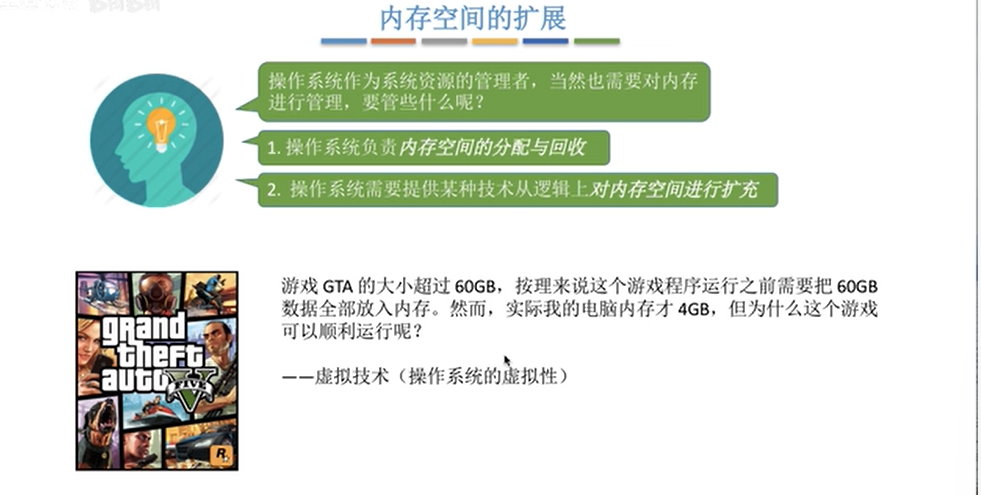 内存空间的扩展
操作系统作为系统资源的管理者，当然也需要对内存
进行管理，要管些什么呢？
1. 操作系统负责内存空间的分配与回收
2. 操作系统需要提供某种技术从逻辑上对内存空间进行扩充
游戏 GTA 的大小超过 60GB，按理来说这个游戏程序运行之前需要把 60GB
数据全部放入内存。然而，实际我的电脑内存才 4GB，但为什么这个游戏
可以顺利运行呢？
——虚拟技术（操作系统的虚拟性）
grand
theft
auto
FIVE
R